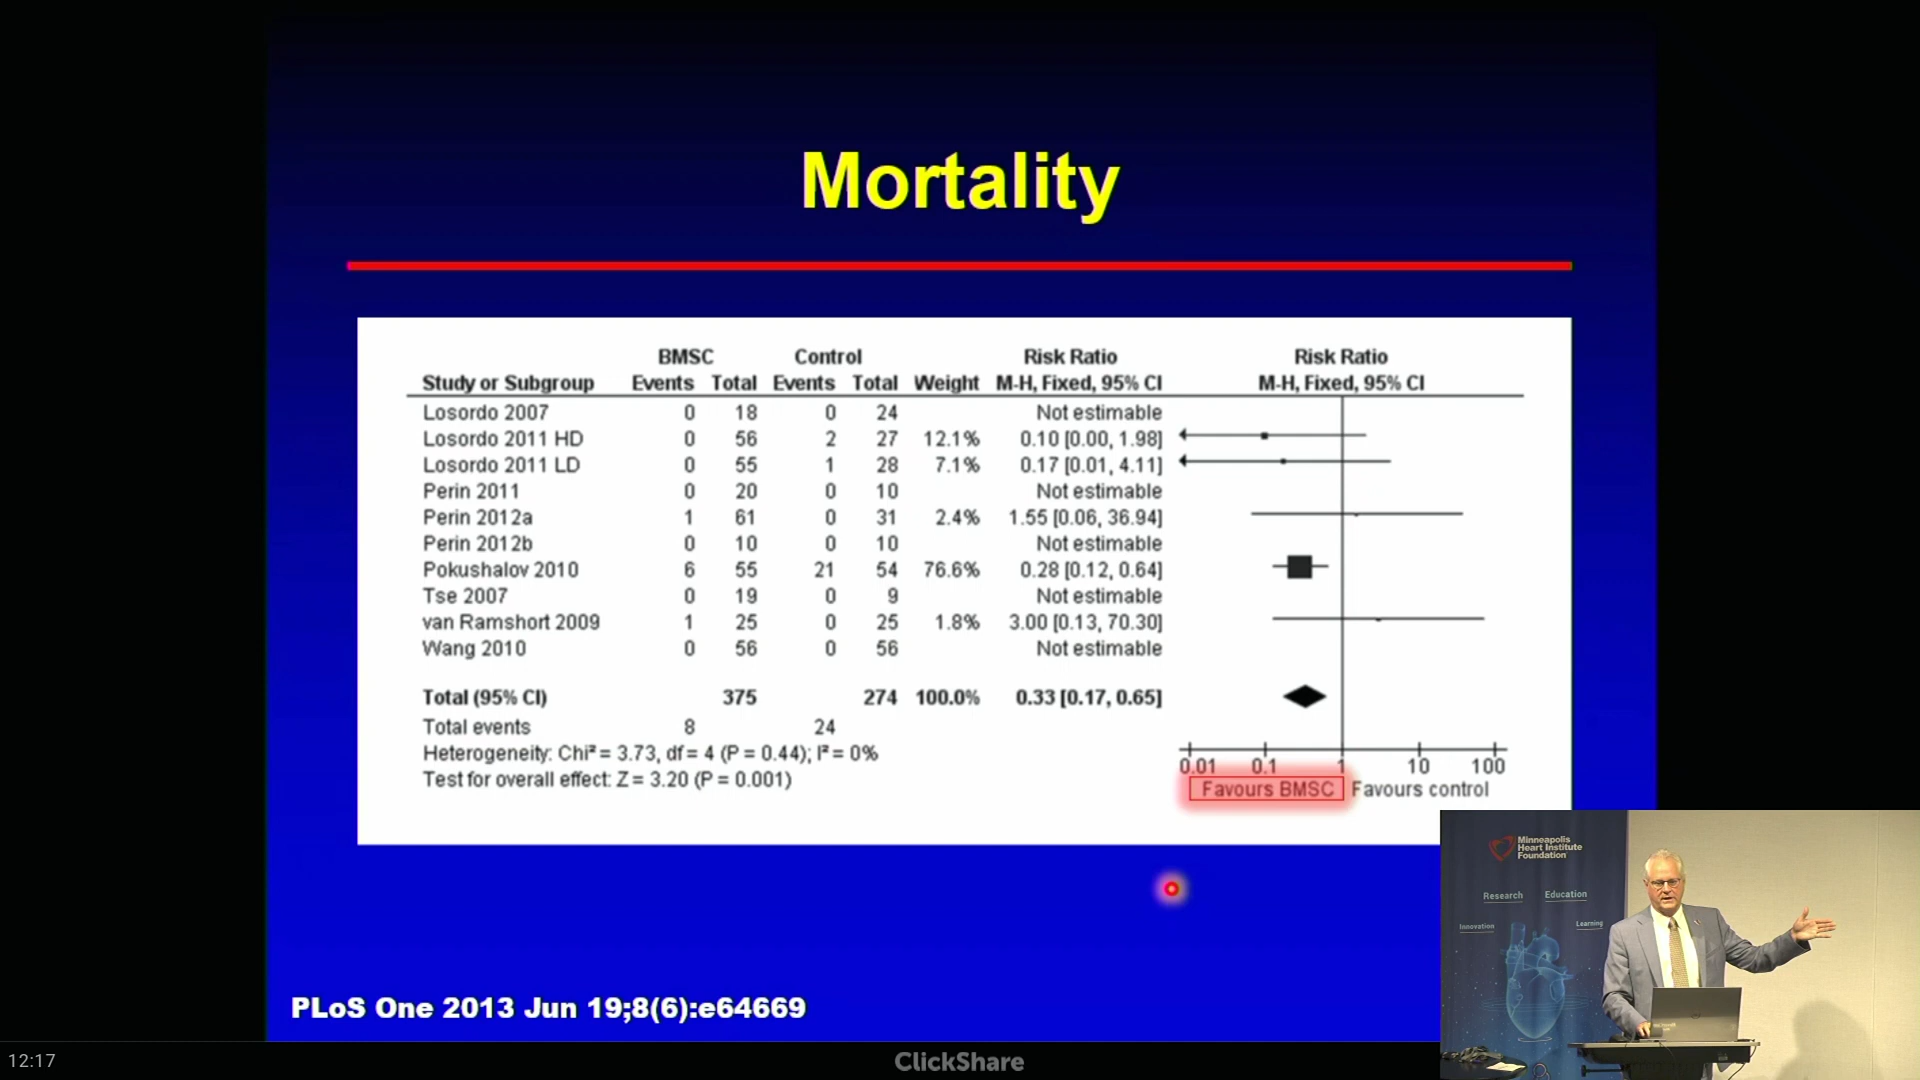 Mortality
BMSC Control Risk Ratio Risk Ratio
Study or Subgroup Events Total Events Total Weight M-H, Fixed, 95% CI M-H, Fixed, 95% CI
Losordo 2007 0 18 0 24 Not estimable
Losordo 2011 HD 0 56 2 27 12.1% 0.10 [0.00, 1.98]
Losordo 2011 LD 0 55 1 28 7.1% 0.17 [0.01, 4.11]
Perin 2011 0 20 0 10 Not estimable
Perin 2012a 1 61 0 31 2.4% 1.55 [0.06, 36.94]
Perin 2012b 0 10 0 10 Not estimable
Pokushalov 2010 6 55 21 54 76.6% 0.28 [0.12, 0.64]
Tse 2007 0 19 0 9 Not estimable
van Ramshort 2009 1 25 0 25 1.8% 3.00 [0.13, 70.30]
Wang 2010 0 56 0 56 Not estimable
Total (95% CI) 375 274 100.0% 0.33 [0.17, 0.65]
Total events 8 24
Heterogeneity: Chi² = 3.73, df = 4 (P = 0.44); I² = 0%
Test for overall effect: Z = 3.20 (P = 0.001)
0.01 0.1 1 10 100
Favours BMSC Favours control
Minneapolis
Heart Institute
Foundation
Research Education
Innovation Learning
PLoS One 2013 Jun 19;8(6):e64669
12:17 ClickShare